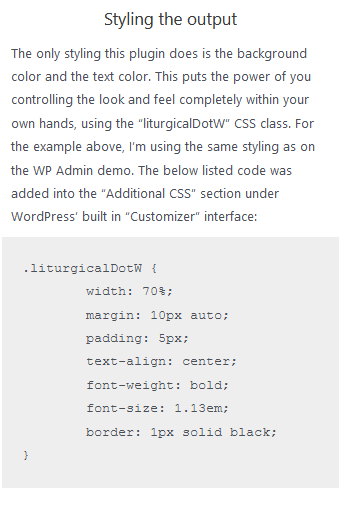 Styling the output
The only styling this plugin does is the background
color and the text color. This puts the power of you
controlling the look and feel completely within your
own hands, using the “liturgicalDotW” CSS class. For
the example above, I’m using the same styling as on
the WP Admin demo. The below listed code was
added into the “Additional CSS” section under
WordPress’ built in “Customizer” interface:
.liturgicalDotW {
width: 70%;
margin: 10px auto;
padding: 5px;
text-align: center;
font-weight: bold;
font-size: 1.13em;
border: 1px solid black;
}